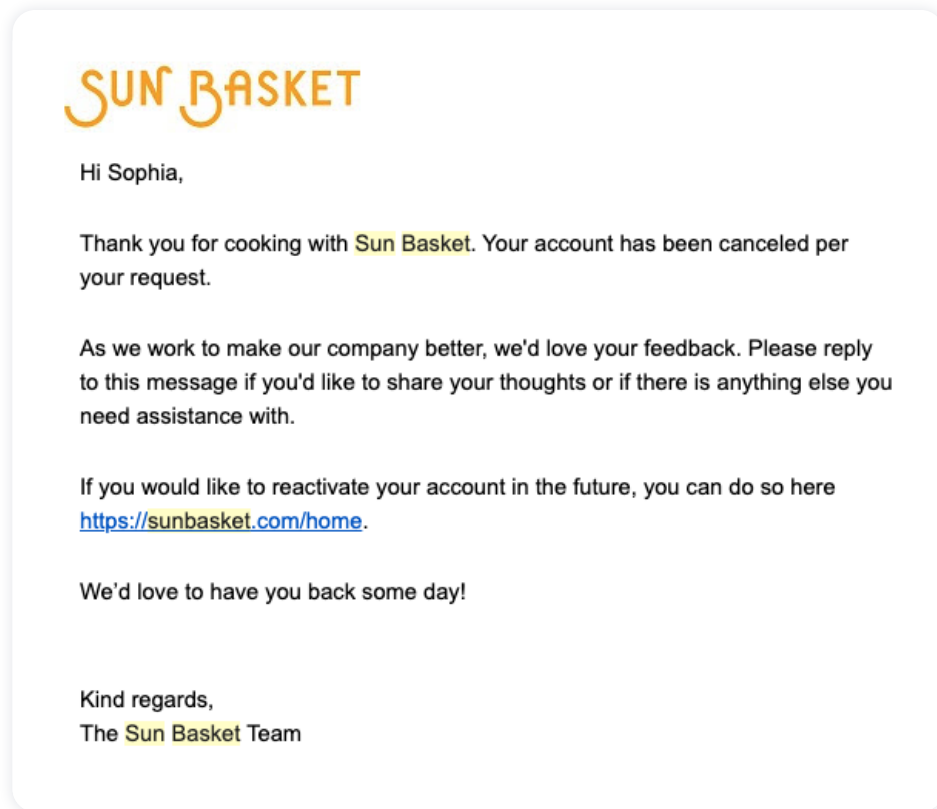 SUN BASKET
Hi Sophia,
Thank you for cooking with Sun Basket. Your account has been canceled per
your request.
As we work to make our company better, we'd love your feedback. Please reply
to this message if you'd like to share your thoughts or if there is anything else you
need assistance with.
If you would like to reactivate your account in the future, you can do so here
https://sunbasket.com/home.
We’d love to have you back some day!
Kind regards,
The Sun Basket Team